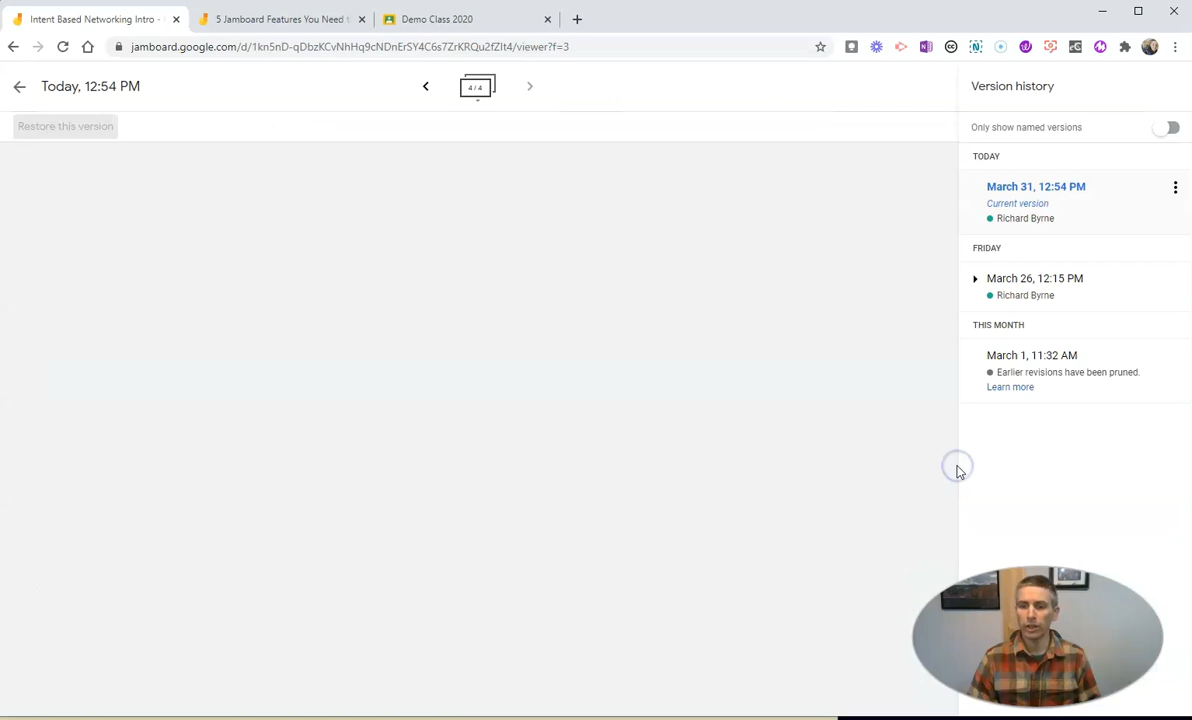 Intent Based Networking Intro -
5 Jamboard Features You Need t
Demo Class 2020
jamboard.google.com/d/1kn5nD-qDbzKCvNhHq9cNDnErSY4C6s7ZrKRQu2fZIt4/viewer?f=3
Today, 12:54 PM
4 / 4
Version history
Restore this version
Only show named versions
TODAY
March 31, 12:54 PM
Current version
Richard Byrne
FRIDAY
March 26, 12:15 PM
Richard Byrne
THIS MONTH
March 1, 11:32 AM
Earlier revisions have been pruned.
Learn more